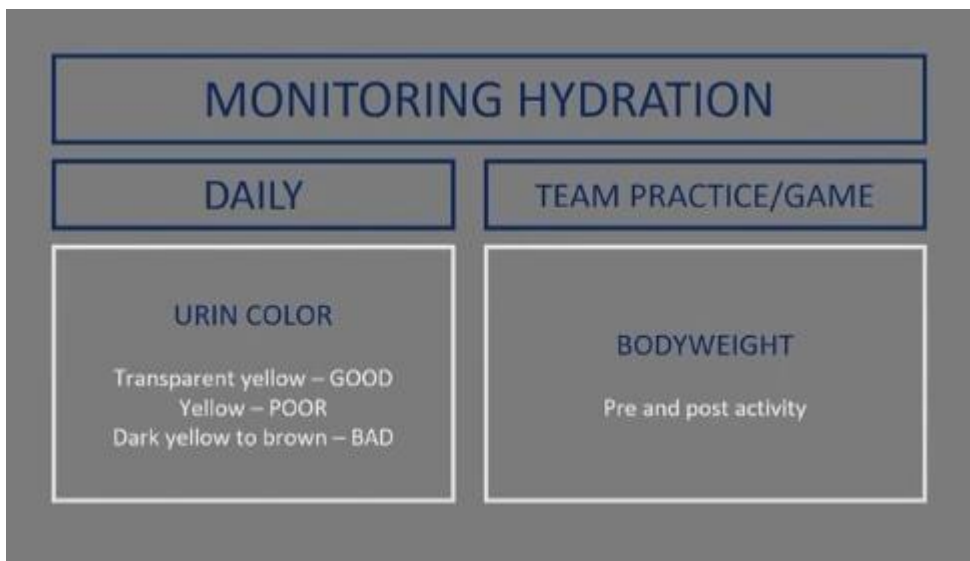 MONITORING HYDRATION
DAILY
TEAM PRACTICE/GAME
URIN COLOR
Transparent yellow – GOOD
Yellow – POOR
Dark yellow to brown – BAD
BODYWEIGHT
Pre and post activity